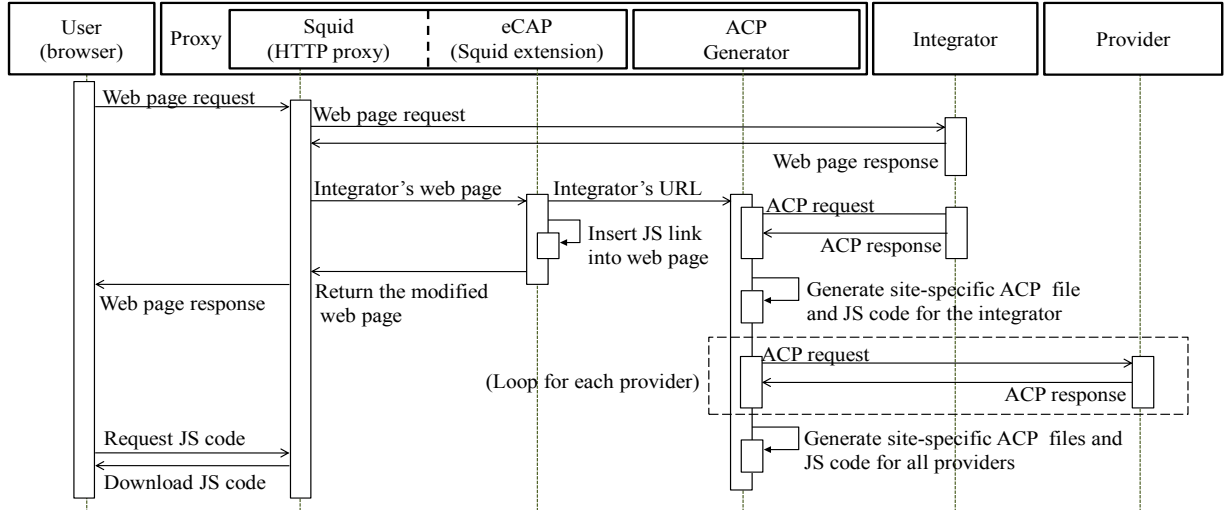 User
(browser)
Proxy
Squid
(HTTP proxy)
eCAP
(Squid extension)
ACP
Generator
Integrator
Provider
Web page request
Web page request
Web page response
Integrator's web page
Integrator's URL
ACP request
Insert JS link
into web page
ACP response
Web page response
Return the modified
web page
Generate site-specific ACP file
and JS code for the integrator
ACP request
(Loop for each provider)
ACP response
Request JS code
Generate site-specific ACP files and
JS code for all providers
Download JS code